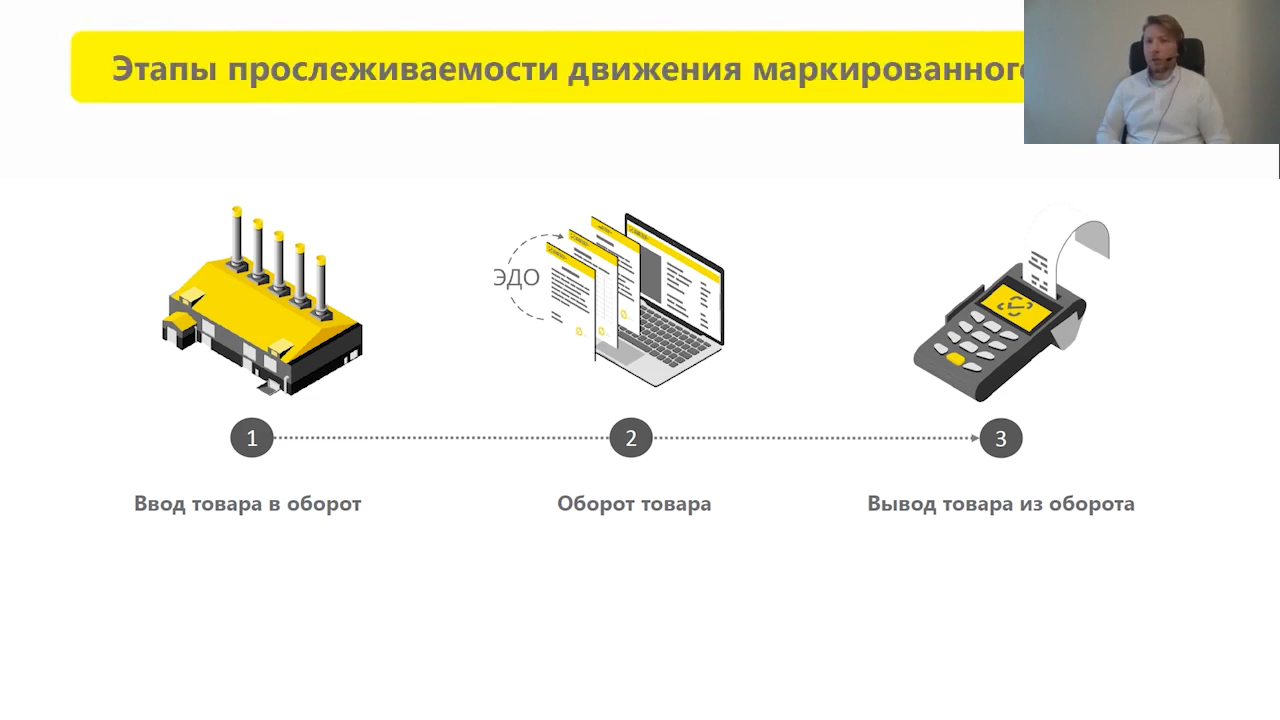 Этапы прослеживаемости движения маркированного
ЭДО
1
2
3
Ввод товара в оборот
Оборот товара
Вывод товара из оборота